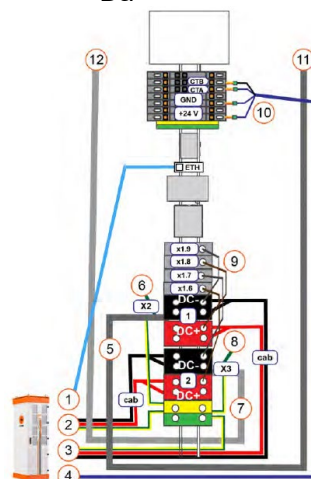 12
11
CTB
CTA
GND
+24 V
10
ETH
x1.9
x1.8
9
x1.7
6
x1.6
X2
DC-
1
8
DC+
cab
5
DC-
X3
cab
2
7
1
DC+
2
3
4